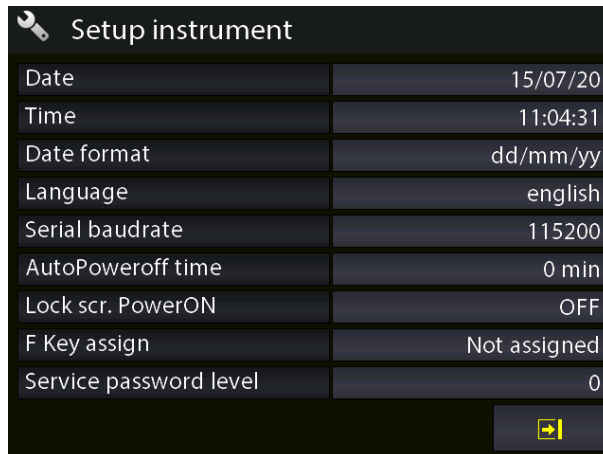 Setup instrument
Date 15/07/20
Time 11:04:31
Date format dd/mm/yy
Language english
Serial baudrate 115200
AutoPoweroff time 0 min
Lock scr. PowerON OFF
F Key assign Not assigned
Service password level 0